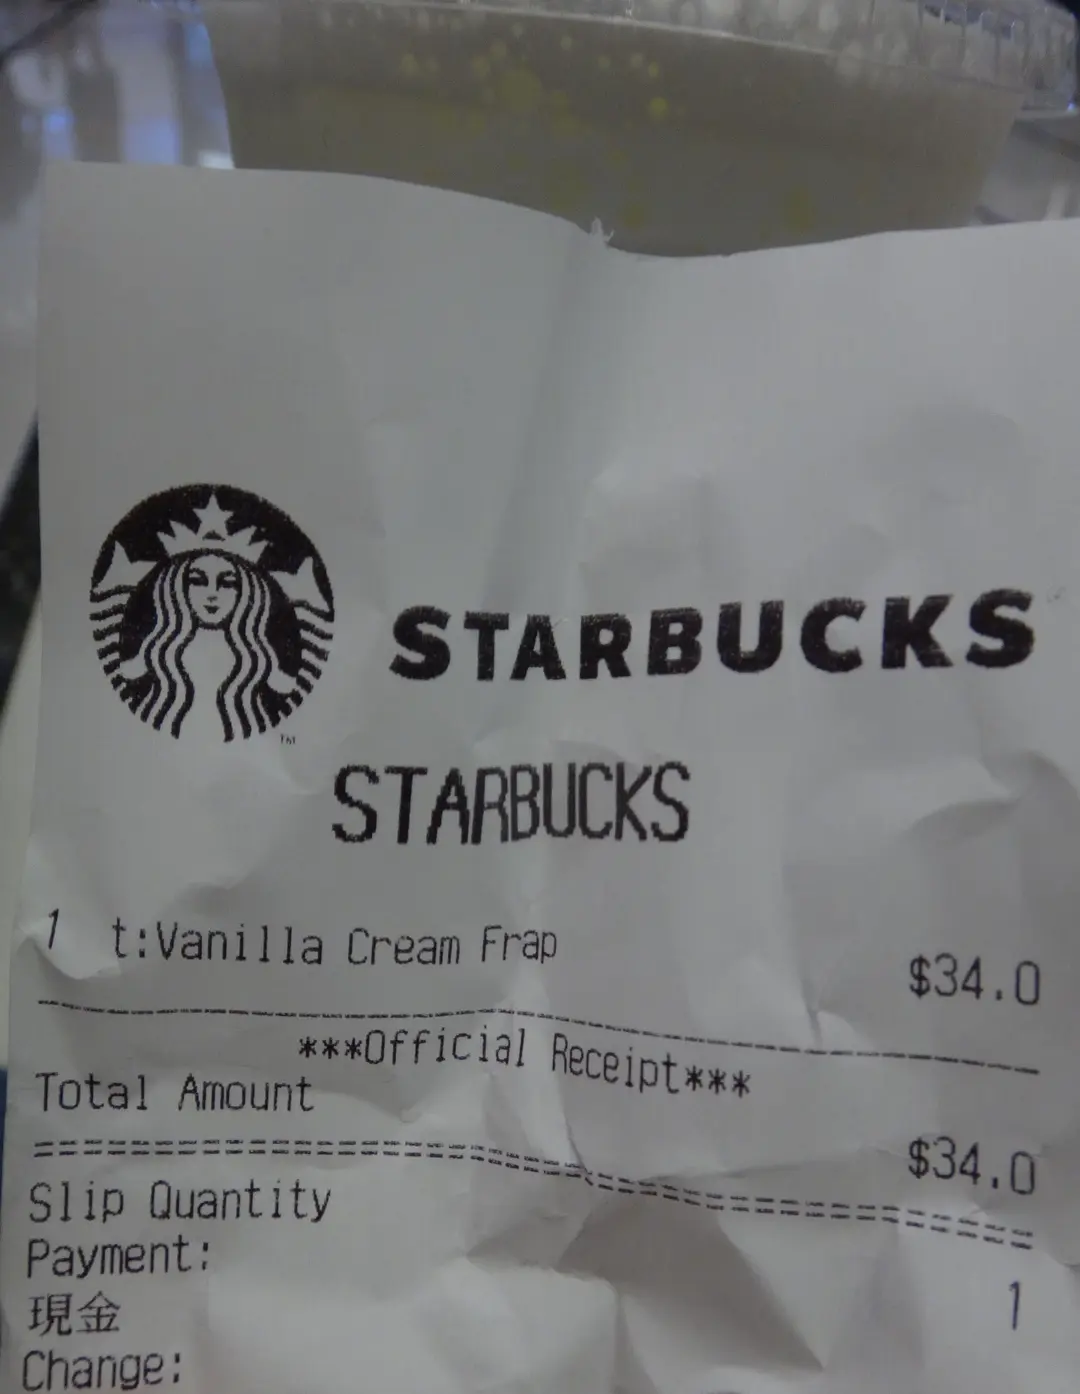 STARBUCKS
TM
STARBUCKS
1 t:Vanilla Cream Frap $34.0
***Official Receipt***
Total Amount $34.0
Slip Quantity 1
Payment:
現金
Change: